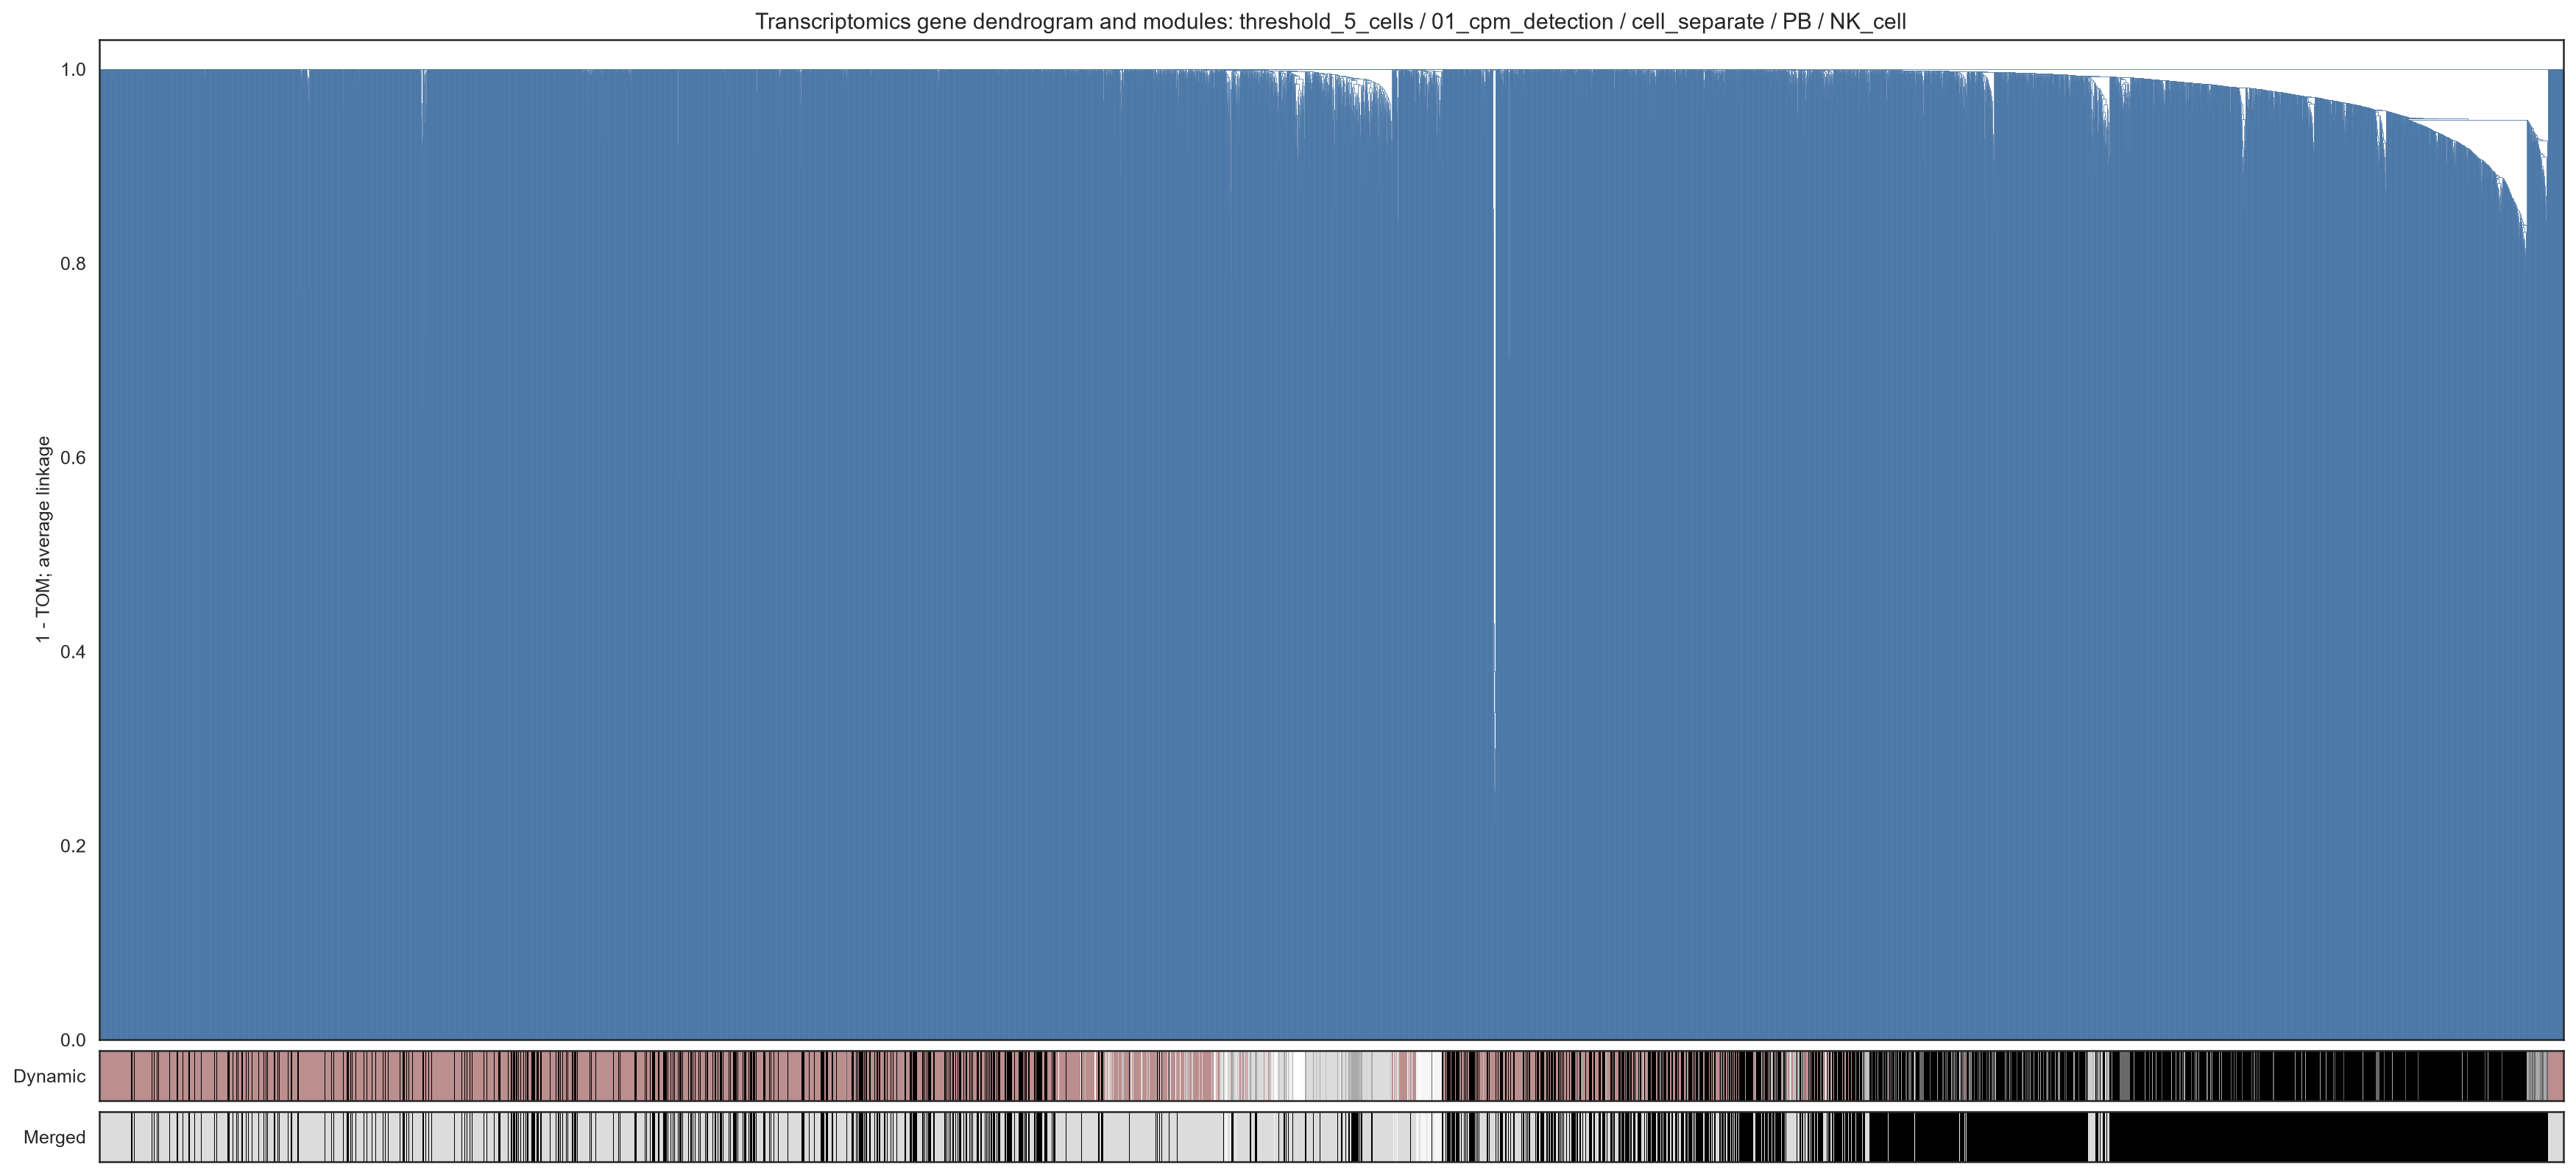 Transcriptomics gene dendrogram and modules: threshold_5_cells / 01_cpm_detection / cell_separate / PB / NK_cell
1.0
0.8
0.6
0.4
0.2
0.0
1 - TOM; average linkage
Dynamic
Merged